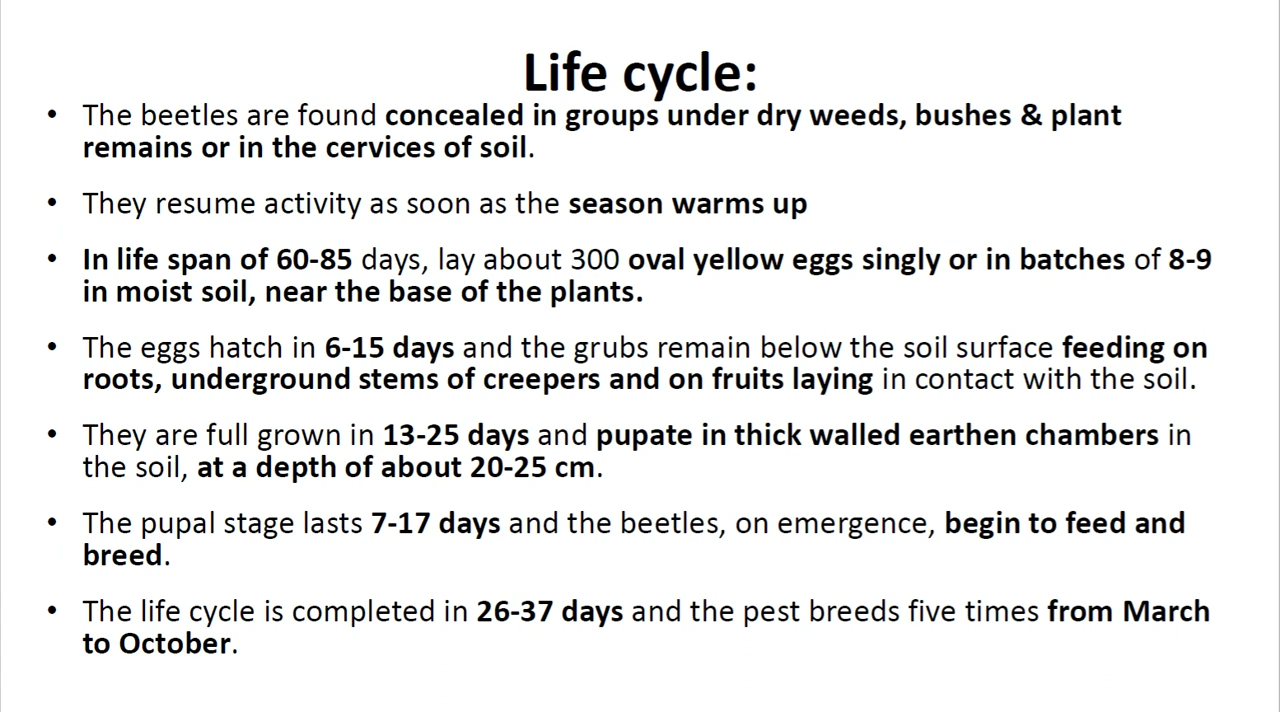 Life cycle:
• The beetles are found concealed in groups under dry weeds, bushes & plant
remains or in the cervices of soil.
• They resume activity as soon as the season warms up
• In life span of 60-85 days, lay about 300 oval yellow eggs singly or in batches of 8-9
in moist soil, near the base of the plants.
• The eggs hatch in 6-15 days and the grubs remain below the soil surface feeding on
roots, underground stems of creepers and on fruits laying in contact with the soil.
• They are full grown in 13-25 days and pupate in thick walled earthen chambers in
the soil, at a depth of about 20-25 cm.
• The pupal stage lasts 7-17 days and the beetles, on emergence, begin to feed and
breed.
• The life cycle is completed in 26-37 days and the pest breeds five times from March
to October.